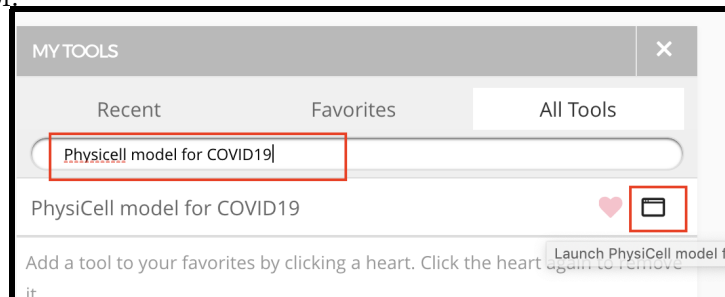 or.
MY TOOLS ×
Recent Favorites All Tools
Physicell model for COVID19
PhysiCell model for COVID19
Launch PhysiCell model f
Add a tool to your favorites by clicking a heart. Click the heart again to remove
it